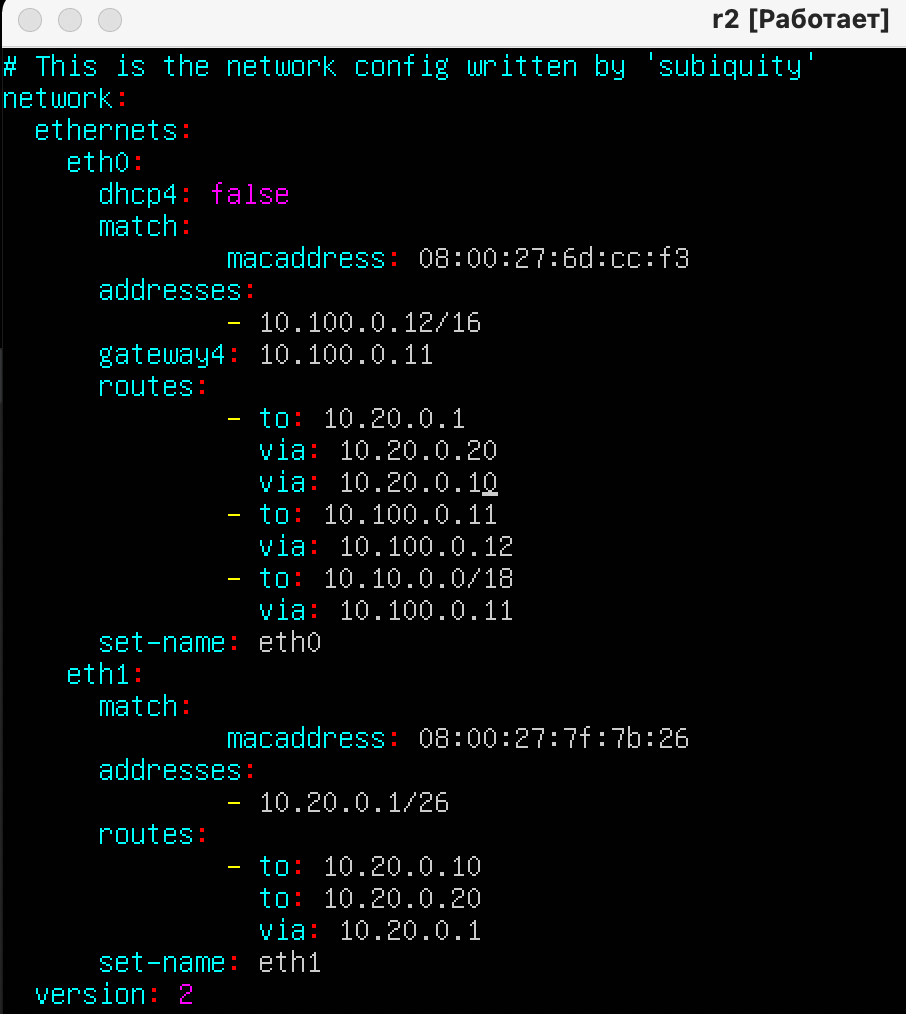 r2 [Работает]
# This is the network config written by 'subiquity'
network:
  ethernets:
    eth0:
      dhcp4: false
      match:
              macaddress: 08:00:27:6d:cc:f3
      addresses:
              - 10.100.0.12/16
      gateway4: 10.100.0.11
      routes:
              - to: 10.20.0.1
                via: 10.20.0.20
                via: 10.20.0.10
              - to: 10.100.0.11
                via: 10.100.0.12
              - to: 10.10.0.0/18
                via: 10.100.0.11
      set-name: eth0
    eth1:
      match:
              macaddress: 08:00:27:7f:7b:26
      addresses:
              - 10.20.0.1/26
      routes:
              - to: 10.20.0.10
                to: 10.20.0.20
                via: 10.20.0.1
      set-name: eth1
  version: 2